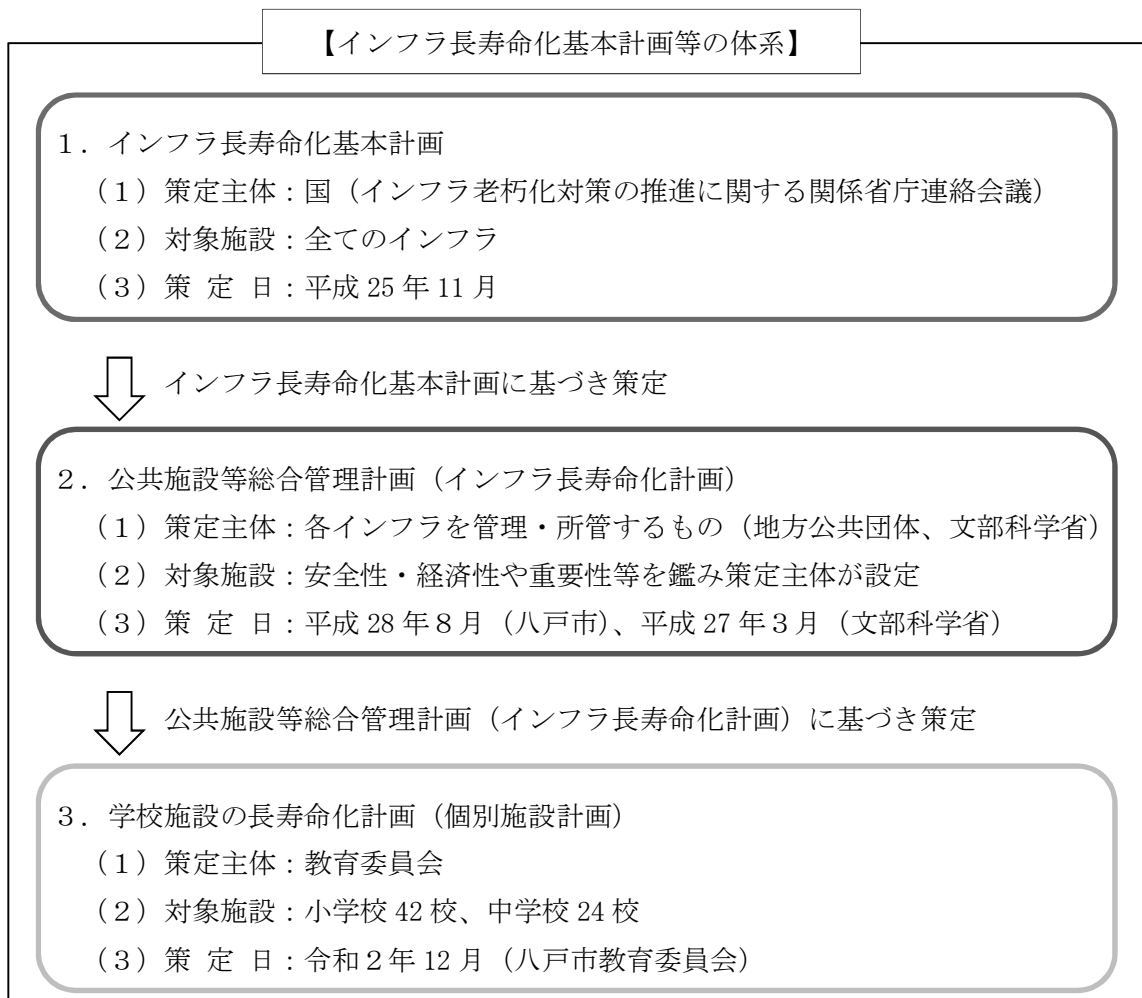 【インフラ長寿命化基本計画等の体系】
１．インフラ長寿命化基本計画
（１）策定主体：国（インフラ老朽化対策の推進に関する関係省庁連絡会議）
（２）対象施設：全てのインフラ
（３）策 定 日：平成 25 年 11 月
インフラ長寿命化基本計画に基づき策定
２．公共施設等総合管理計画（インフラ長寿命化計画）
（１）策定主体：各インフラを管理・所管するもの（地方公共団体、文部科学省）
（２）対象施設：安全性・経済性や重要性等を鑑み策定主体が設定
（３）策 定 日：平成 28 年８月（八戸市）、平成 27 年３月（文部科学省）
公共施設等総合管理計画（インフラ長寿命化計画）に基づき策定
３．学校施設の長寿命化計画（個別施設計画）
（１）策定主体：教育委員会
（２）対象施設：小学校 42 校、中学校 24 校
（３）策 定 日：令和２年 12 月（八戸市教育委員会）